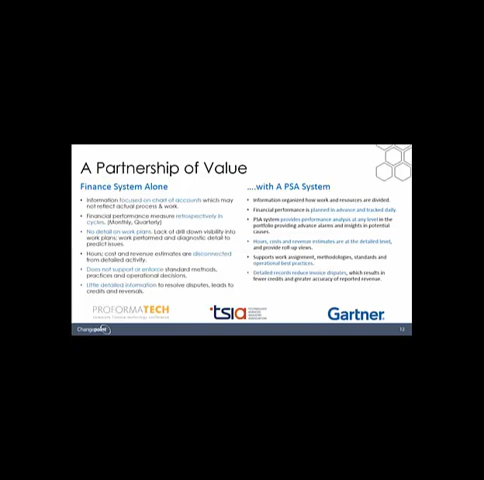 A Partnership of Value
Finance System Alone
Information focused on chart of accounts which may
not reflect actual process & work.
Financial performance measure retrospectively in
cycles. (Monthly, Quarterly)
No detail on work plans. Lack of drill down visibility into
work plans; work performed and diagnostic detail to
predict issues.
Hours; cost and revenue estimates are disconnected
from detailed activity.
Does not support or enforce standard methods,
practices and operational decisions.
Little detailed information to resolve disputes, leads to
credits and reversals.
....with A PSA System
Information organized how work and resources are divided.
Financial performance is planned in advance and tracked daily
PSA system provides performance analysis at any level in the
portfolio providing advance alarms and insights in potential
causes.
Hours, costs and revenue estimates are at the detailed level,
and provide roll-up views.
Supports work assignment, methodologies, standards and
operational best practices.
Detailed records reduce invoice disputes, which results in
fewer credits and greater accuracy of reported revenue.
PROFORMATECH
tsia
Gartner
Changepoint